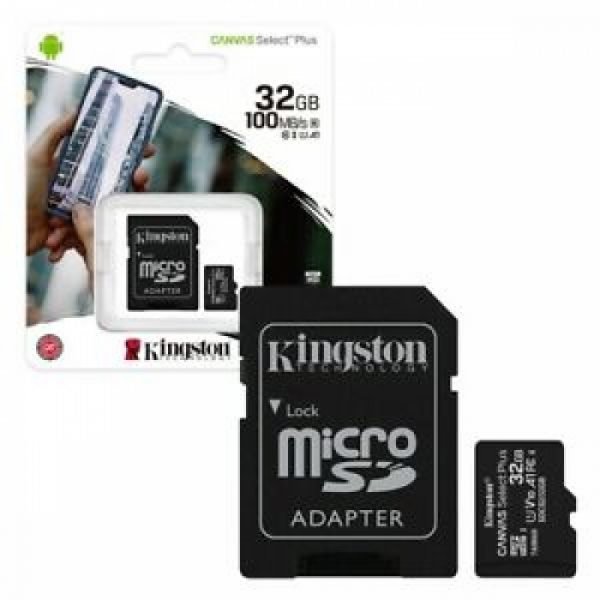 CANVAS Select Plus
32GB
100MB/s
Kingston
micro
SD
ADAPTER
Kingston
Kingston
TECHNOLOGY
Lock
micro
SD
ADAPTER
Kingston
CANVAS Select Plus
32GB